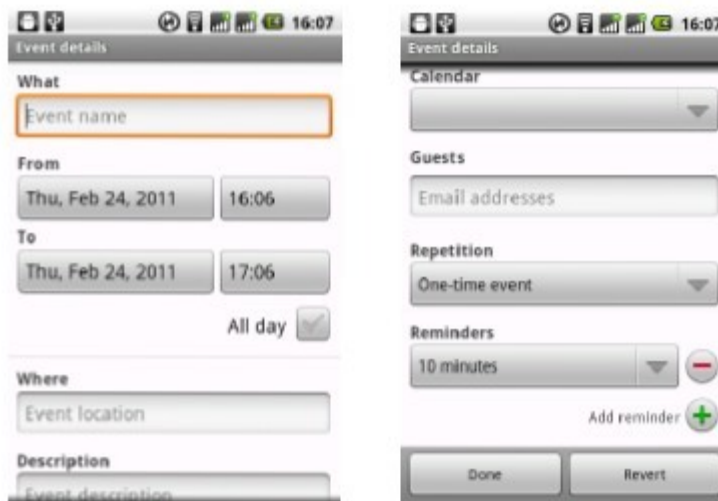 16:07
Event details
What
Event name
From
Thu, Feb 24, 2011 16:06
To
Thu, Feb 24, 2011 17:06
All day
Where
Event location
Description
Event description
16:07
Event details
Calendar
Guests
Email addresses
Repetition
One-time event
Reminders
10 minutes
Add reminder
Done Revert